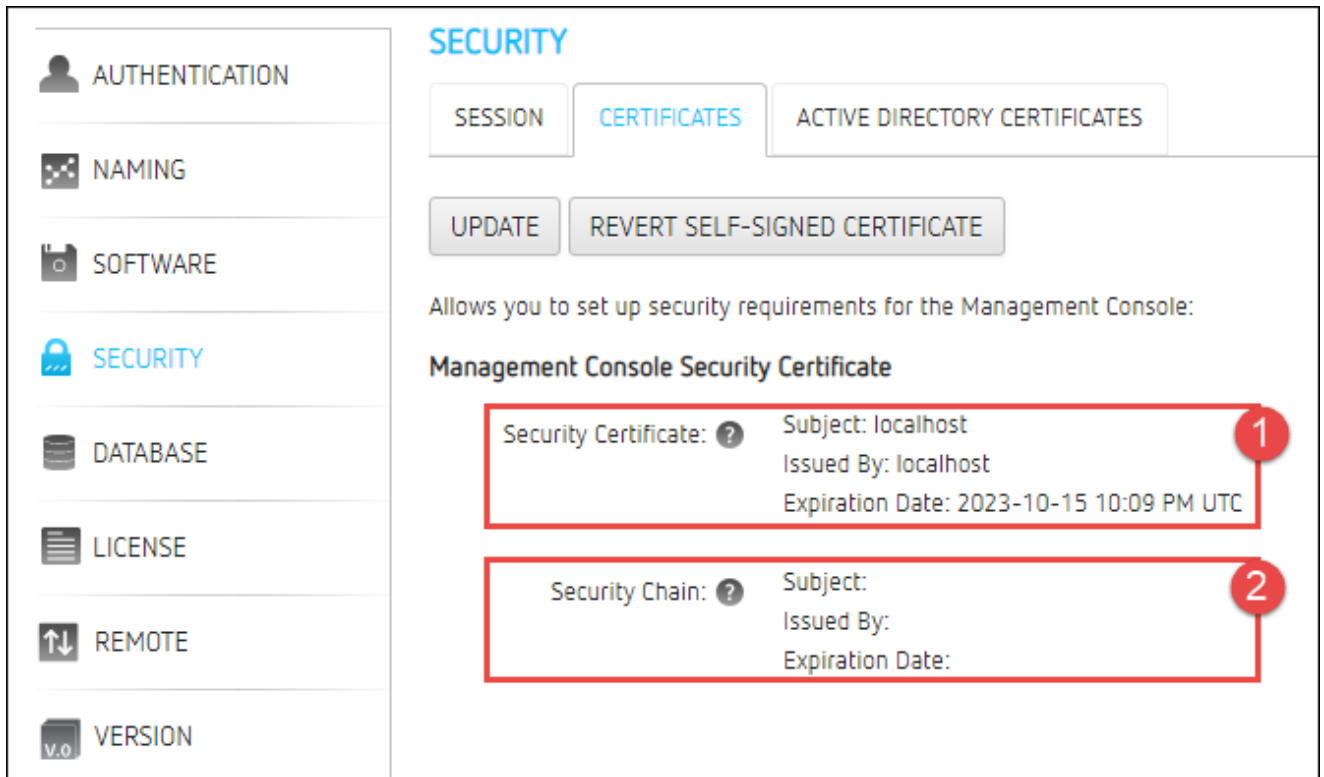 AUTHENTICATION
NAMING
SOFTWARE
SECURITY
DATABASE
LICENSE
REMOTE
V.0 VERSION
SECURITY
SESSION CERTIFICATES ACTIVE DIRECTORY CERTIFICATES
UPDATE REVERT SELF-SIGNED CERTIFICATE
Allows you to set up security requirements for the Management Console:
Management Console Security Certificate
Security Certificate: ? Subject: localhost 1
Issued By: localhost
Expiration Date: 2023-10-15 10:09 PM UTC
Security Chain: ? Subject: 2
Issued By:
Expiration Date: